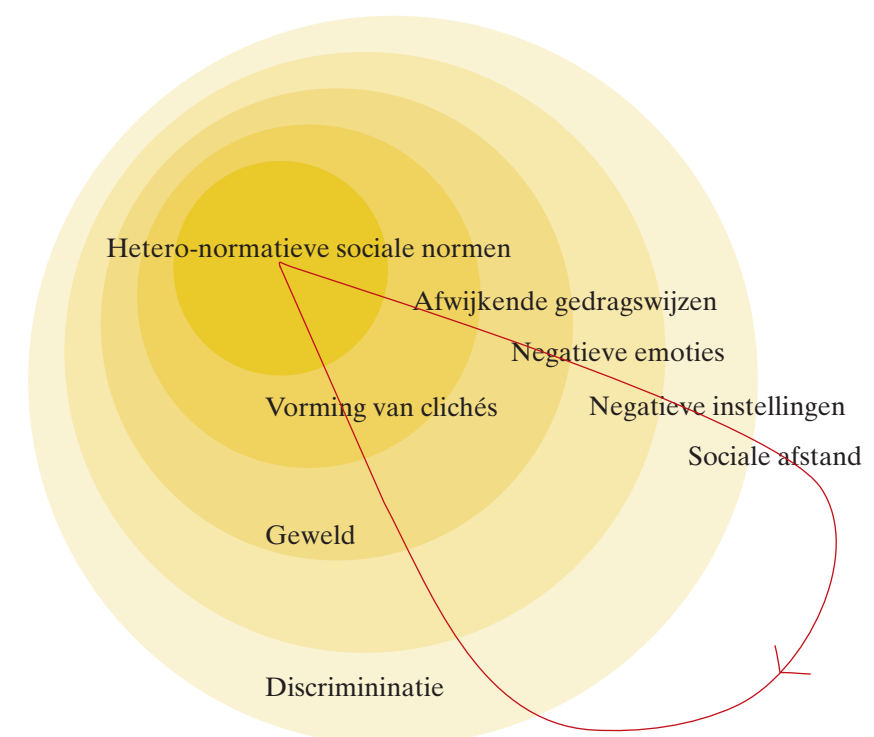 Hetero-normatieve sociale normen
Afwijkende gedragswijzen
Negatieve emoties
Vorming van clichés
Negatieve instellingen
Sociale afstand
Geweld
Discrimininatie